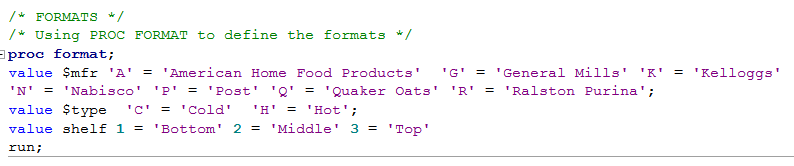 /* FORMATS */
/* Using PROC FORMAT to define the formats */
proc format;
value $mfr 'A' = 'American Home Food Products'  'G' = 'General Mills' 'K' = 'Kelloggs'
'N' = 'Nabisco' 'P' = 'Post' 'Q' = 'Quaker Oats' 'R' = 'Ralston Purina';
value $type  'C' = 'Cold'  'H' = 'Hot';
value shelf 1 = 'Bottom' 2 = 'Middle' 3 = 'Top'
run;